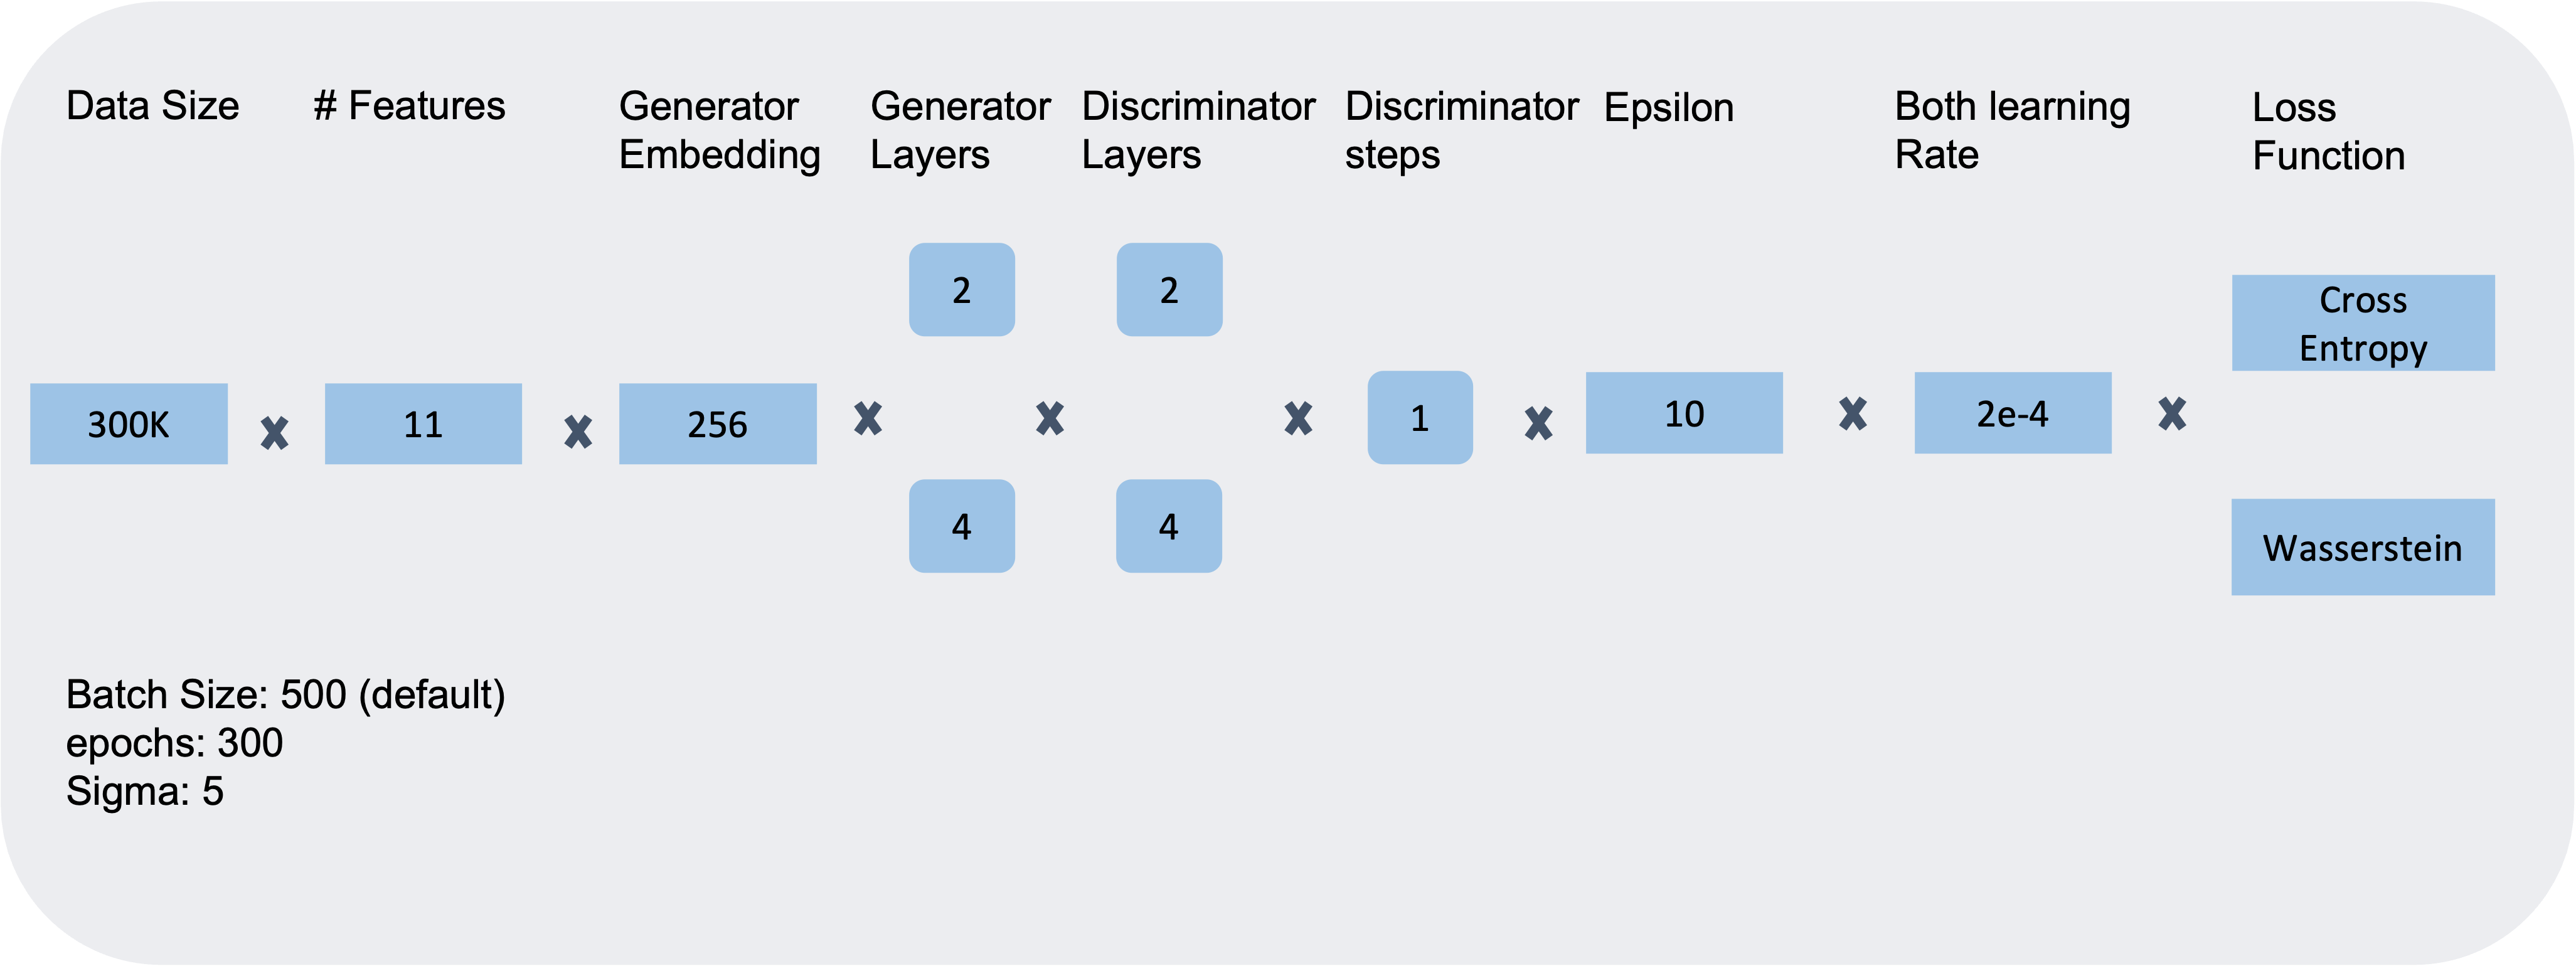 Data Size
# Features
Generator
Embedding
Generator
Layers
Discriminator
Layers
Discriminator
steps
Epsilon
Both learning
Rate
Loss
Function
300K
x
11
x
256
x
2
4
x
2
4
x
1
x
10
x
2e-4
x
Cross
Entropy
Wasserstein
Batch Size: 500 (default)
epochs: 300
Sigma: 5